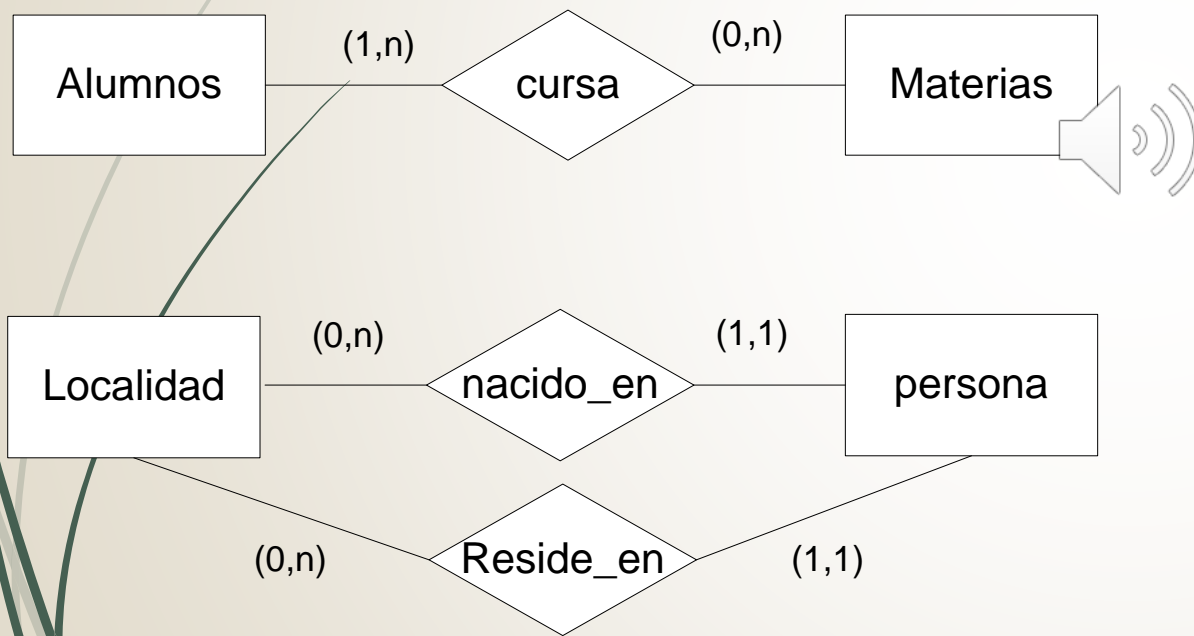 Alumnos
(1,n)
cursa
(0,n)
Materias
Localidad
(0,n)
nacido_en
(1,1)
persona
(0,n)
Reside_en
(1,1)